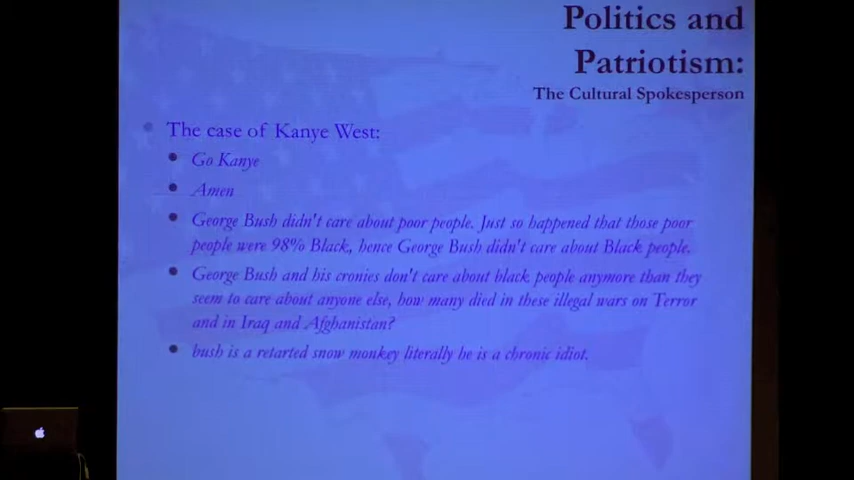 Politics and
Patriotism:
The Cultural Spokesperson
The case of Kanye West:
Go Kanye
Amen
George Bush didn't care about poor people. Just so happened that those poor
people were 98% Black, hence George Bush didn't care about Black people.
George Bush and his cronies don't care about black people anymore than they
seem to care about anyone else, how many died in these illegal wars on Terror
and in Iraq and Afghanistan?
bush is a retarted snow monkey literally he is a chronic idiot.